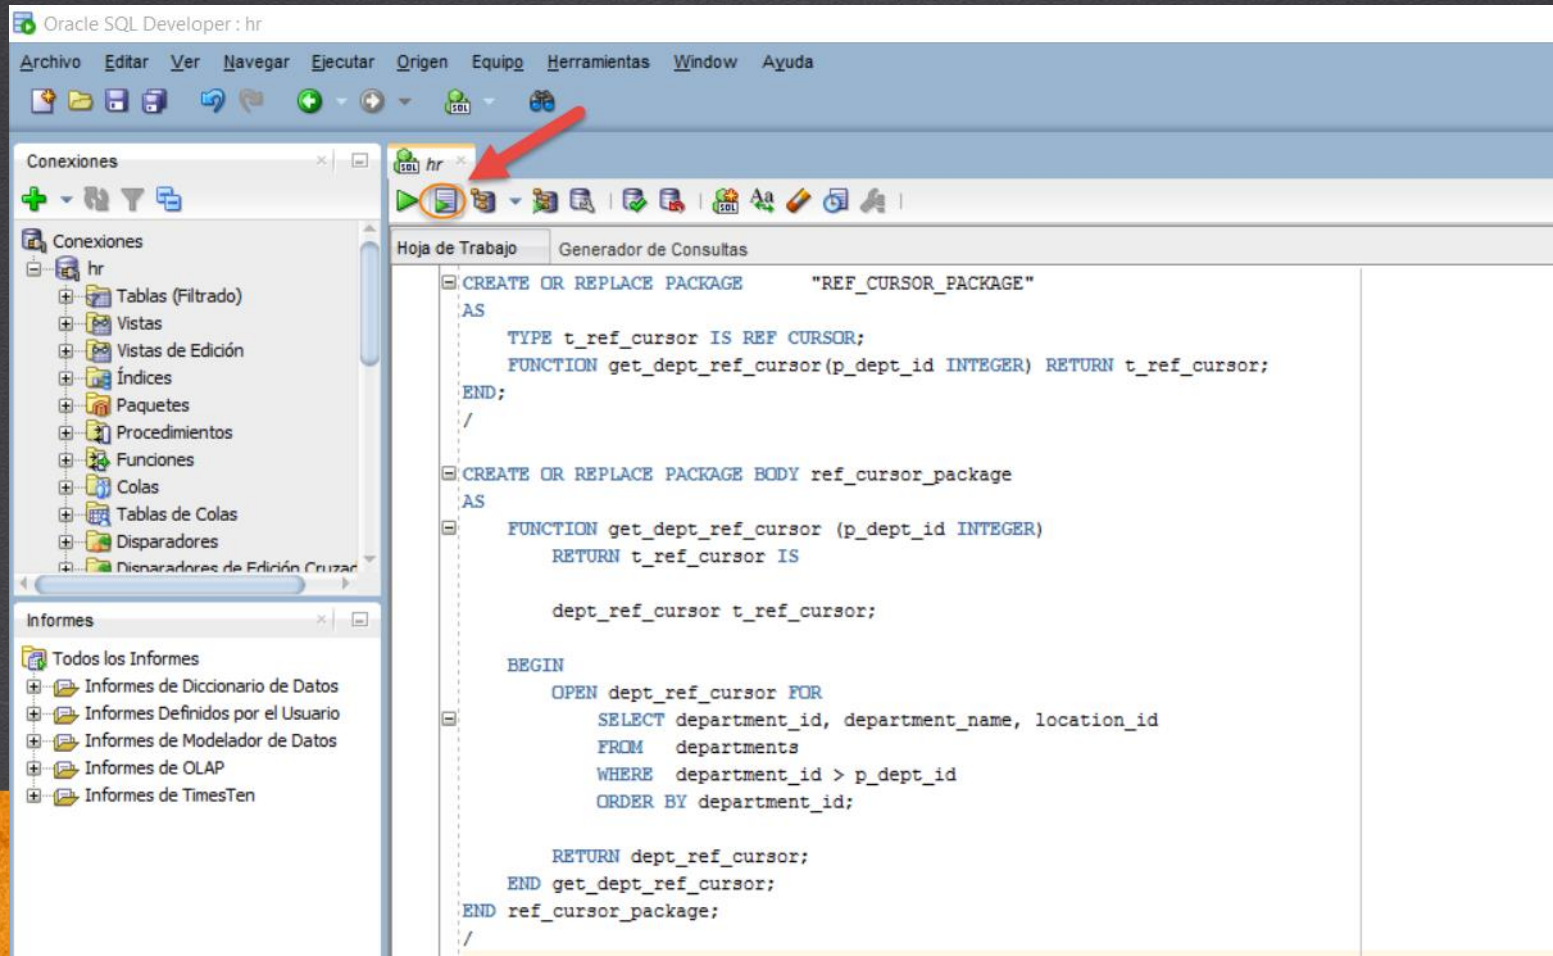 Oracle SQL Developer : hr
Archivo Editar Ver Navegar Ejecutar Origen Equipo Herramientas Window Ayuda
Conexiones
Conexiones
hr
Tablas (Filtrado)
Vistas
Vistas de Edición
Índices
Paquetes
Procedimientos
Funciones
Colas
Tablas de Colas
Disparadores
Disparadores de Edición Cruzad
Informes
Todos los Informes
Informes de Diccionario de Datos
Informes Definidos por el Usuario
Informes de Modelador de Datos
Informes de OLAP
Informes de TimesTen
hr
Hoja de Trabajo Generador de Consultas
CREATE OR REPLACE PACKAGE "REF_CURSOR_PACKAGE"
AS
TYPE t_ref_cursor IS REF CURSOR;
FUNCTION get_dept_ref_cursor(p_dept_id INTEGER) RETURN t_ref_cursor;
END;
/
CREATE OR REPLACE PACKAGE BODY ref_cursor_package
AS
FUNCTION get_dept_ref_cursor (p_dept_id INTEGER)
RETURN t_ref_cursor IS
dept_ref_cursor t_ref_cursor;
BEGIN
OPEN dept_ref_cursor FOR
SELECT department_id, department_name, location_id
FROM departments
WHERE department_id > p_dept_id
ORDER BY department_id;
RETURN dept_ref_cursor;
END get_dept_ref_cursor;
END ref_cursor_package;
/